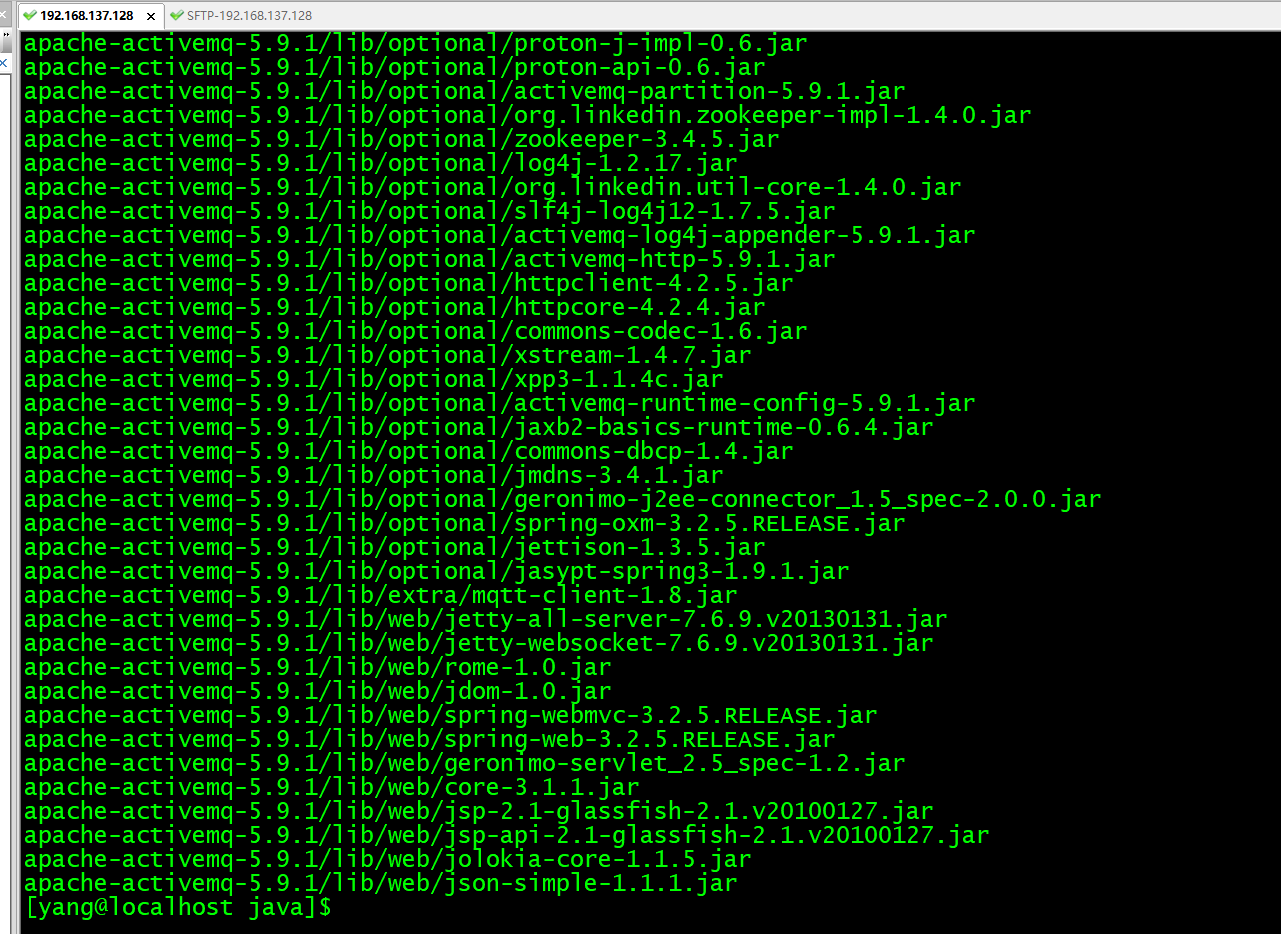 192.168.137.128 SFTP-192.168.137.128
apache-activemq-5.9.1/lib/optional/proton-j-impl-0.6.jar
apache-activemq-5.9.1/lib/optional/proton-api-0.6.jar
apache-activemq-5.9.1/lib/optional/activemq-partition-5.9.1.jar
apache-activemq-5.9.1/lib/optional/org.linkedin.zookeeper-impl-1.4.0.jar
apache-activemq-5.9.1/lib/optional/zookeeper-3.4.5.jar
apache-activemq-5.9.1/lib/optional/log4j-1.2.17.jar
apache-activemq-5.9.1/lib/optional/org.linkedin.util-core-1.4.0.jar
apache-activemq-5.9.1/lib/optional/slf4j-log4j12-1.7.5.jar
apache-activemq-5.9.1/lib/optional/activemq-log4j-appender-5.9.1.jar
apache-activemq-5.9.1/lib/optional/activemq-http-5.9.1.jar
apache-activemq-5.9.1/lib/optional/httpclient-4.2.5.jar
apache-activemq-5.9.1/lib/optional/httpcore-4.2.4.jar
apache-activemq-5.9.1/lib/optional/commons-codec-1.6.jar
apache-activemq-5.9.1/lib/optional/xstream-1.4.7.jar
apache-activemq-5.9.1/lib/optional/xpp3-1.1.4c.jar
apache-activemq-5.9.1/lib/optional/activemq-runtime-config-5.9.1.jar
apache-activemq-5.9.1/lib/optional/jaxb2-basics-runtime-0.6.4.jar
apache-activemq-5.9.1/lib/optional/commons-dbcp-1.4.jar
apache-activemq-5.9.1/lib/optional/jmdns-3.4.1.jar
apache-activemq-5.9.1/lib/optional/geronimo-j2ee-connector_1.5_spec-2.0.0.jar
apache-activemq-5.9.1/lib/optional/spring-oxm-3.2.5.RELEASE.jar
apache-activemq-5.9.1/lib/optional/jettison-1.3.5.jar
apache-activemq-5.9.1/lib/optional/jasypt-spring3-1.9.1.jar
apache-activemq-5.9.1/lib/extra/mqtt-client-1.8.jar
apache-activemq-5.9.1/lib/web/jetty-all-server-7.6.9.v20130131.jar
apache-activemq-5.9.1/lib/web/jetty-websocket-7.6.9.v20130131.jar
apache-activemq-5.9.1/lib/web/rome-1.0.jar
apache-activemq-5.9.1/lib/web/jdom-1.0.jar
apache-activemq-5.9.1/lib/web/spring-webmvc-3.2.5.RELEASE.jar
apache-activemq-5.9.1/lib/web/spring-web-3.2.5.RELEASE.jar
apache-activemq-5.9.1/lib/web/geronimo-servlet_2.5_spec-1.2.jar
apache-activemq-5.9.1/lib/web/core-3.1.1.jar
apache-activemq-5.9.1/lib/web/jsp-2.1-glassfish-2.1.v20100127.jar
apache-activemq-5.9.1/lib/web/jsp-api-2.1-glassfish-2.1.v20100127.jar
apache-activemq-5.9.1/lib/web/jolokia-core-1.1.5.jar
apache-activemq-5.9.1/lib/web/json-simple-1.1.1.jar
[yang@localhost java]$